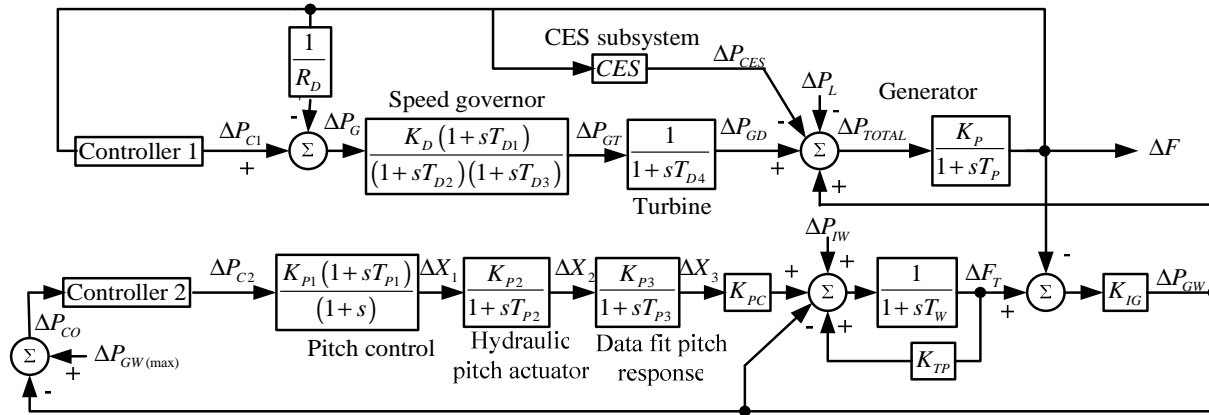 CES subsystem
1
R_D
CES
ΔP_CES
ΔP_L
Speed governor
Generator
-
-
-
Controller 1
ΔP_C1
+
Σ
ΔP_G
K_D(1+sT_D1)
(1+sT_D2)(1+sT_D3)
ΔP_GT
1
1+sT_D4
ΔP_GD
+
Σ
ΔP_TOTAL
K_P
1+sT_P
ΔF
Turbine
+
ΔP_IW
-
Controller 2
ΔP_C2
K_P1(1+sT_P1)
(1+s)
ΔX_1
K_P2
1+sT_P2
ΔX_2
K_P3
1+sT_P3
ΔX_3
K_PC
+
+
Σ
1
1+sT_W
ΔF_T
+
Σ
K_IG
ΔP_GW
ΔP_CO
-
+
Pitch control
Hydraulic
pitch actuator
Data fit pitch
response
K_TP
Σ
ΔP_GW(max)
+
-